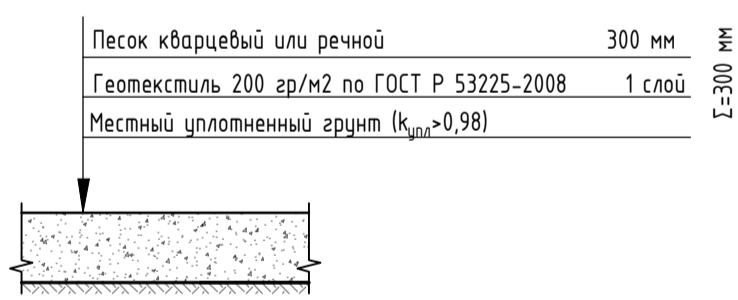 Песок кварцевый или речной 300 мм
Геотекстиль 200 гр/м2 по ГОСТ Р 53225-2008 1 слой
Местный уплотненный грунт (kупл>0,98)
Σ=300 мм